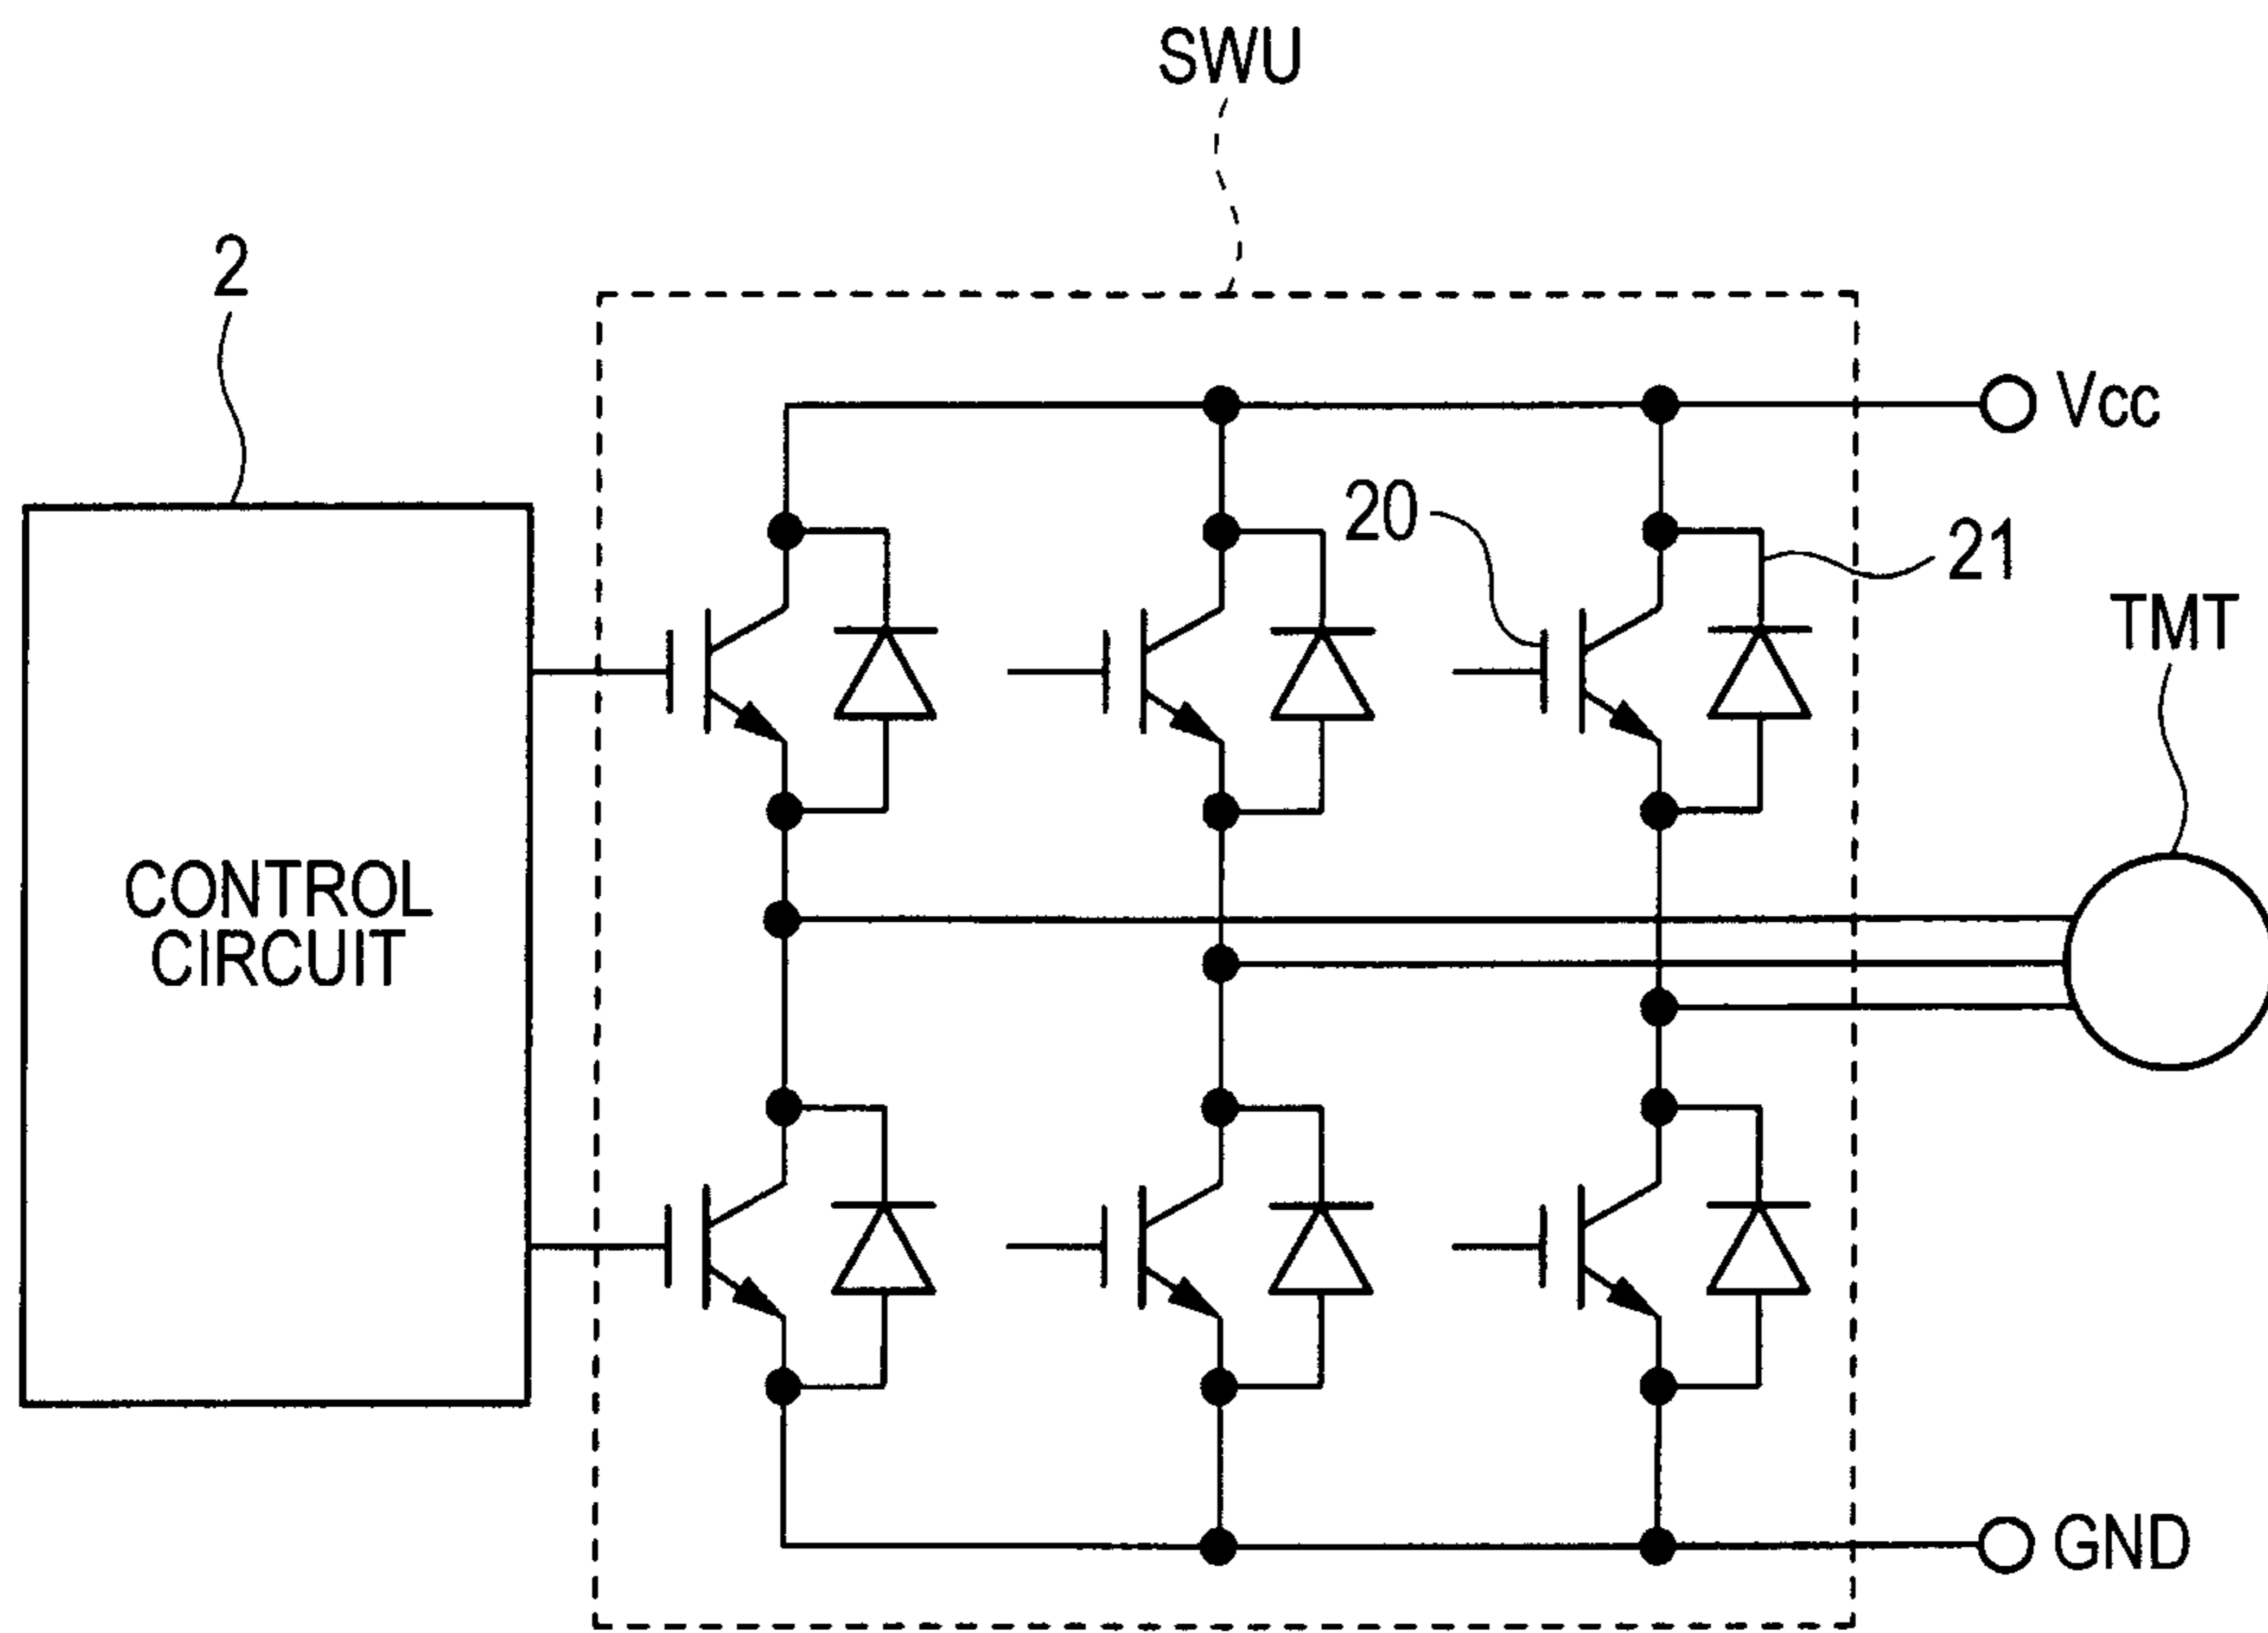 SWU
2
Vcc
20
21
TMT
CONTROL
CIRCUIT
GND